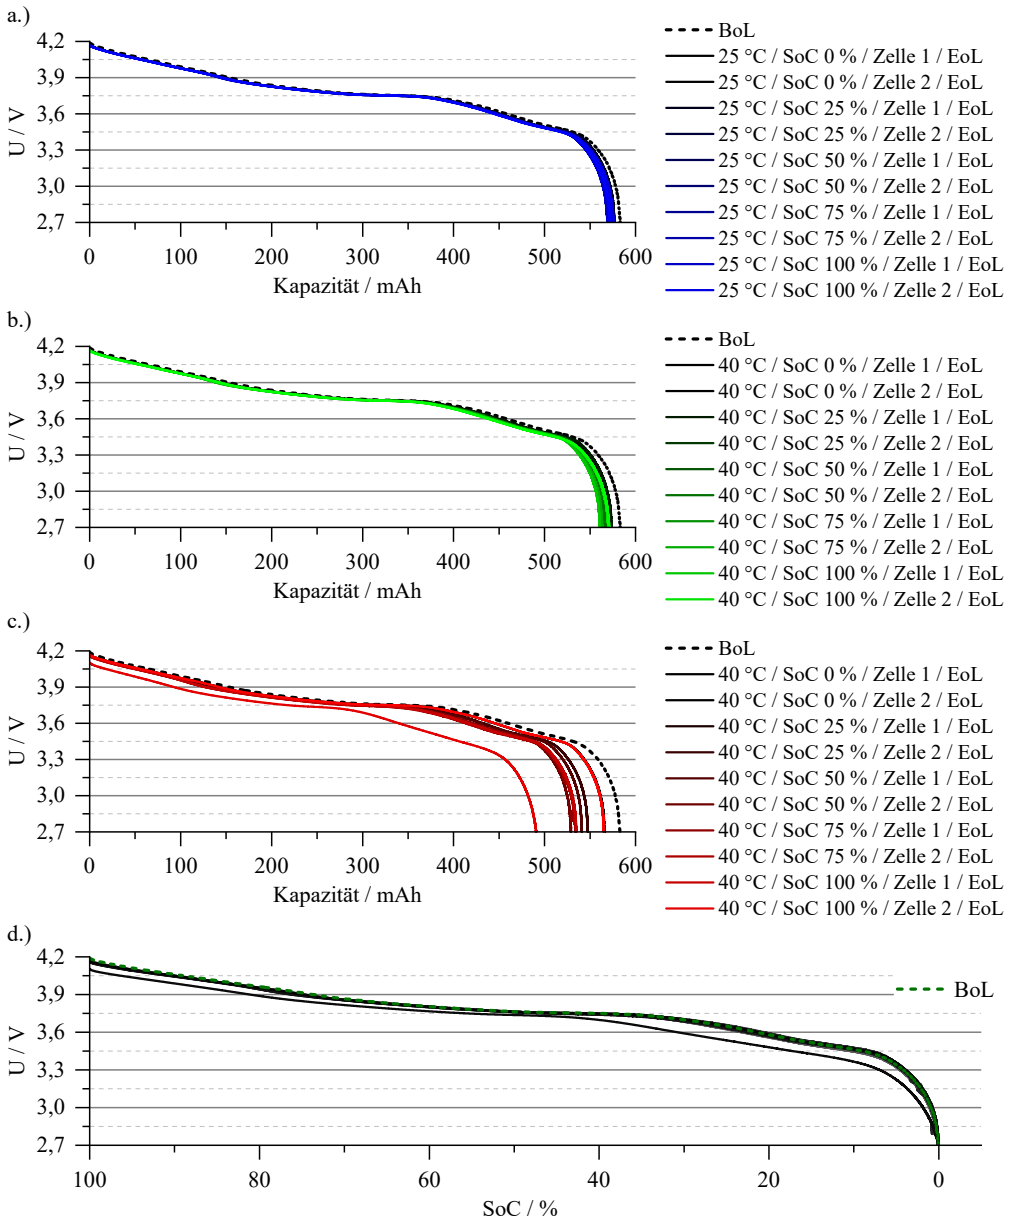 a.)
4,2
3,9
3,6
3,3
3,0
2,7
U / V
0 100 200 300 400 500 600
Kapazität / mAh
BoL
25 °C / SoC 0 % / Zelle 1 / EoL
25 °C / SoC 0 % / Zelle 2 / EoL
25 °C / SoC 25 % / Zelle 1 / EoL
25 °C / SoC 25 % / Zelle 2 / EoL
25 °C / SoC 50 % / Zelle 1 / EoL
25 °C / SoC 50 % / Zelle 2 / EoL
25 °C / SoC 75 % / Zelle 1 / EoL
25 °C / SoC 75 % / Zelle 2 / EoL
25 °C / SoC 100 % / Zelle 1 / EoL
25 °C / SoC 100 % / Zelle 2 / EoL
b.)
4,2
3,9
3,6
3,3
3,0
2,7
U / V
0 100 200 300 400 500 600
Kapazität / mAh
BoL
40 °C / SoC 0 % / Zelle 1 / EoL
40 °C / SoC 0 % / Zelle 2 / EoL
40 °C / SoC 25 % / Zelle 1 / EoL
40 °C / SoC 25 % / Zelle 2 / EoL
40 °C / SoC 50 % / Zelle 1 / EoL
40 °C / SoC 50 % / Zelle 2 / EoL
40 °C / SoC 75 % / Zelle 1 / EoL
40 °C / SoC 75 % / Zelle 2 / EoL
40 °C / SoC 100 % / Zelle 1 / EoL
40 °C / SoC 100 % / Zelle 2 / EoL
c.)
4,2
3,9
3,6
3,3
3,0
2,7
U / V
0 100 200 300 400 500 600
Kapazität / mAh
BoL
40 °C / SoC 0 % / Zelle 1 / EoL
40 °C / SoC 0 % / Zelle 2 / EoL
40 °C / SoC 25 % / Zelle 1 / EoL
40 °C / SoC 25 % / Zelle 2 / EoL
40 °C / SoC 50 % / Zelle 1 / EoL
40 °C / SoC 50 % / Zelle 2 / EoL
40 °C / SoC 75 % / Zelle 1 / EoL
40 °C / SoC 75 % / Zelle 2 / EoL
40 °C / SoC 100 % / Zelle 1 / EoL
40 °C / SoC 100 % / Zelle 2 / EoL
d.)
4,2
3,9
3,6
3,3
3,0
2,7
U / V
BoL
100 80 60 40 20 0
SoC / %